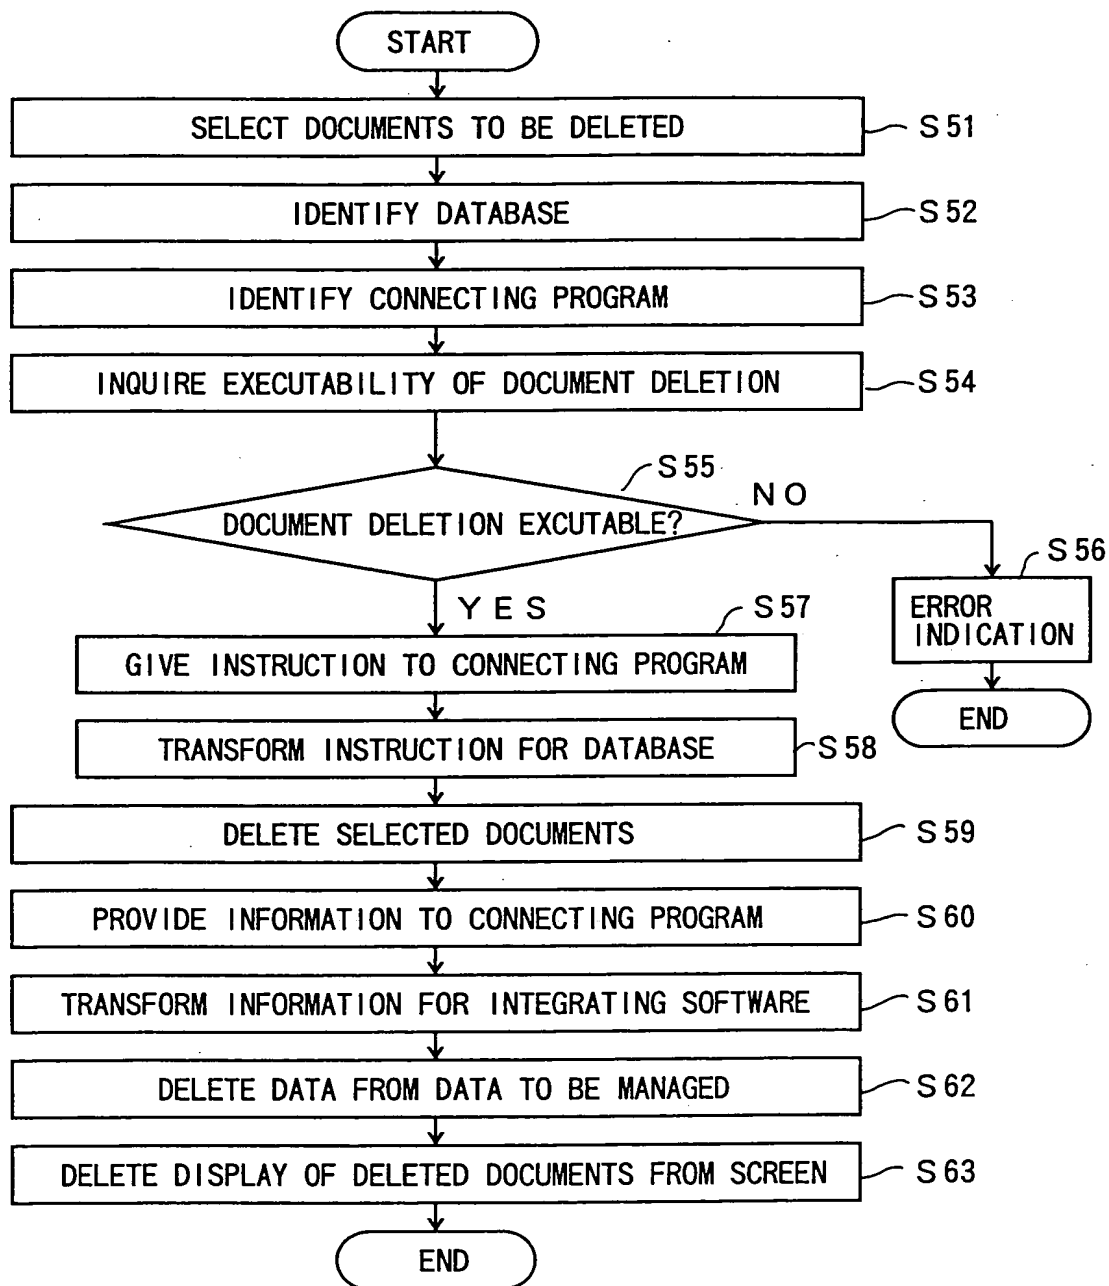 START
SELECT DOCUMENTS TO BE DELETED
S51
IDENTIFY DATABASE
S52
IDENTIFY CONNECTING PROGRAM
S53
INQUIRE EXECUTABILITY OF DOCUMENT DELETION
S54
S55
DOCUMENT DELETION EXCUTABLE?
NO
S56
ERROR
INDICATION
END
YES
S57
GIVE INSTRUCTION TO CONNECTING PROGRAM
TRANSFORM INSTRUCTION FOR DATABASE
S58
DELETE SELECTED DOCUMENTS
S59
PROVIDE INFORMATION TO CONNECTING PROGRAM
S60
TRANSFORM INFORMATION FOR INTEGRATING SOFTWARE
S61
DELETE DATA FROM DATA TO BE MANAGED
S62
DELETE DISPLAY OF DELETED DOCUMENTS FROM SCREEN
S63
END